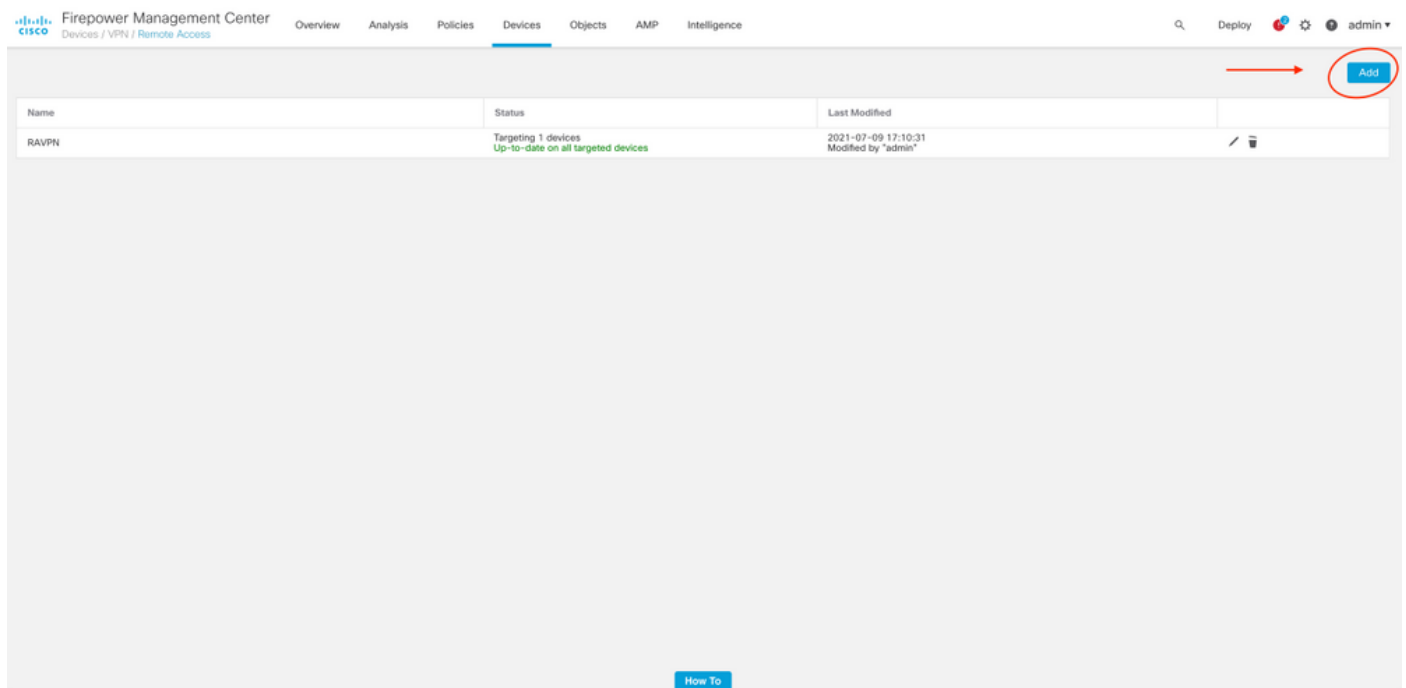 CISCO
Firepower Management Center
Devices / VPN / Remote Access
Overview Analysis Policies Devices Objects AMP Intelligence
Deploy 2 admin
Add
Name Status Last Modified
RAVPN Targeting 1 devices 2021-07-09 17:10:31
Up-to-date on all targeted devices Modified by "admin"
How To